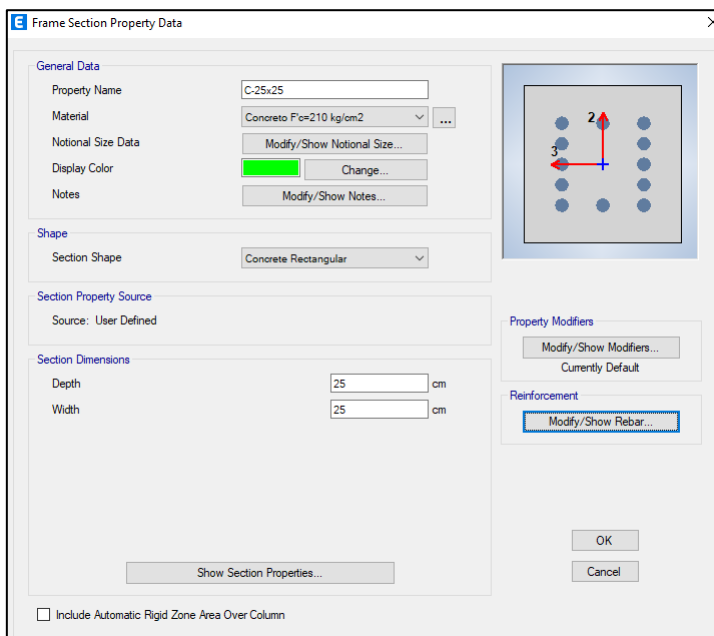 E Frame Section Property Data
General Data
Property Name C-25x25
Material Concreto F'c=210 kg/cm2 ...
Notional Size Data Modify/Show Notional Size...
Display Color Change...
Notes Modify/Show Notes...
2
3
Shape
Section Shape Concrete Rectangular
Section Property Source
Source: User Defined
Property Modifiers
Modify/Show Modifiers...
Currently Default
Section Dimensions
Depth 25 cm
Width 25 cm
Reinforcement
Modify/Show Rebar...
Show Section Properties...
OK
Cancel
Include Automatic Rigid Zone Area Over Column